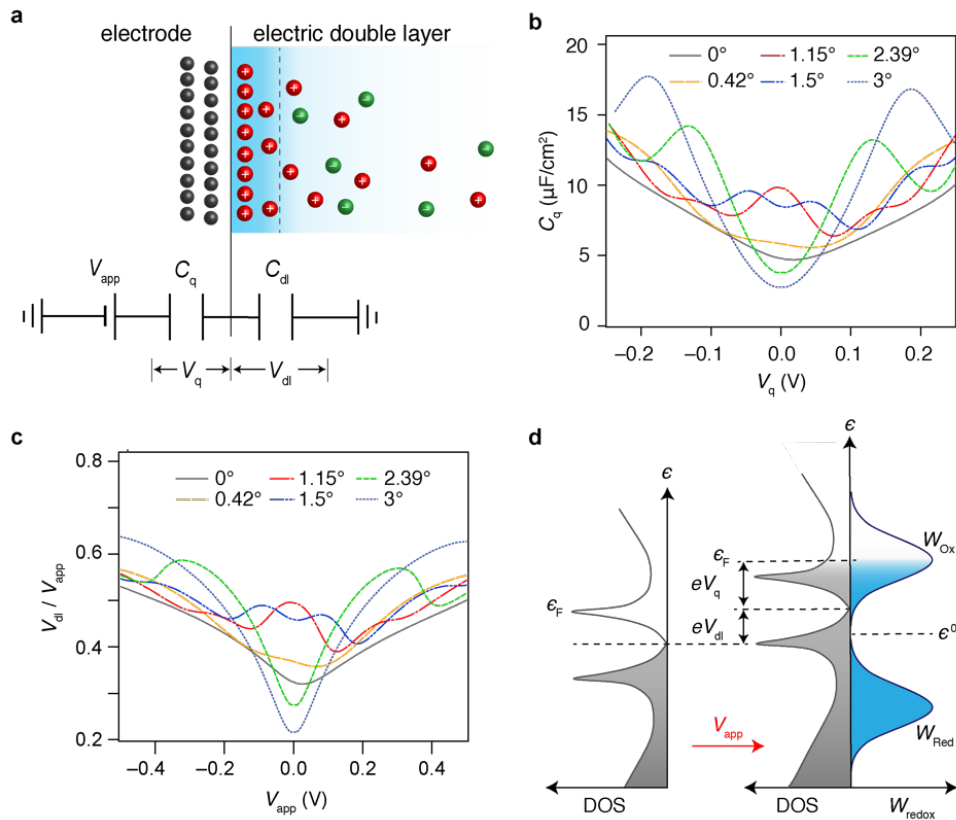 a
electrode
electric double layer
V_app
C_q
C_dl
V_q
V_dl
b
20
15
10
5
0
C_q (µF/cm²)
0°
1.15°
2.39°
0.42°
1.5°
3°
−0.2
−0.1
0.0
0.1
0.2
V_q (V)
c
0.8
0.6
0.4
0.2
V_dl / V_app
0°
1.15°
2.39°
0.42°
1.5°
3°
−0.4
−0.2
0.0
0.2
0.4
V_app (V)
d
ϵ
ϵ
ϵ_F
ϵ_F
W_Ox
eV_q
eV_dl
ϵ⁰
W_Red
V_app
DOS
DOS
W_redox